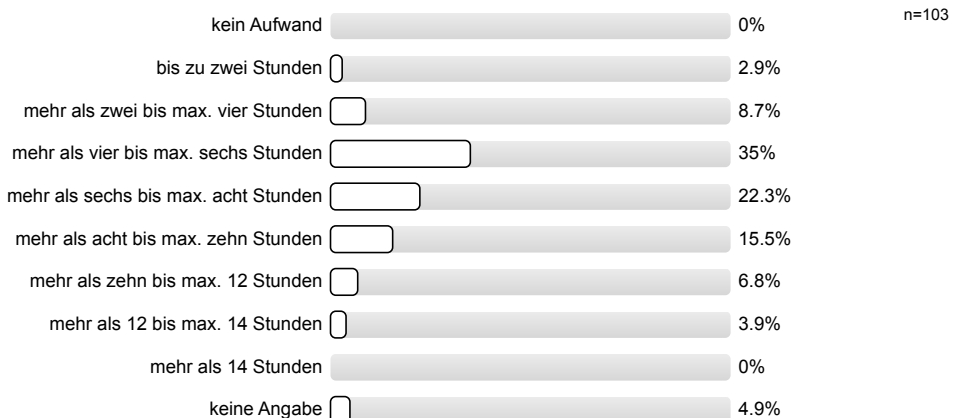 n=103
kein Aufwand 0%
bis zu zwei Stunden 2.9%
mehr als zwei bis max. vier Stunden 8.7%
mehr als vier bis max. sechs Stunden 35%
mehr als sechs bis max. acht Stunden 22.3%
mehr als acht bis max. zehn Stunden 15.5%
mehr als zehn bis max. 12 Stunden 6.8%
mehr als 12 bis max. 14 Stunden 3.9%
mehr als 14 Stunden 0%
keine Angabe 4.9%